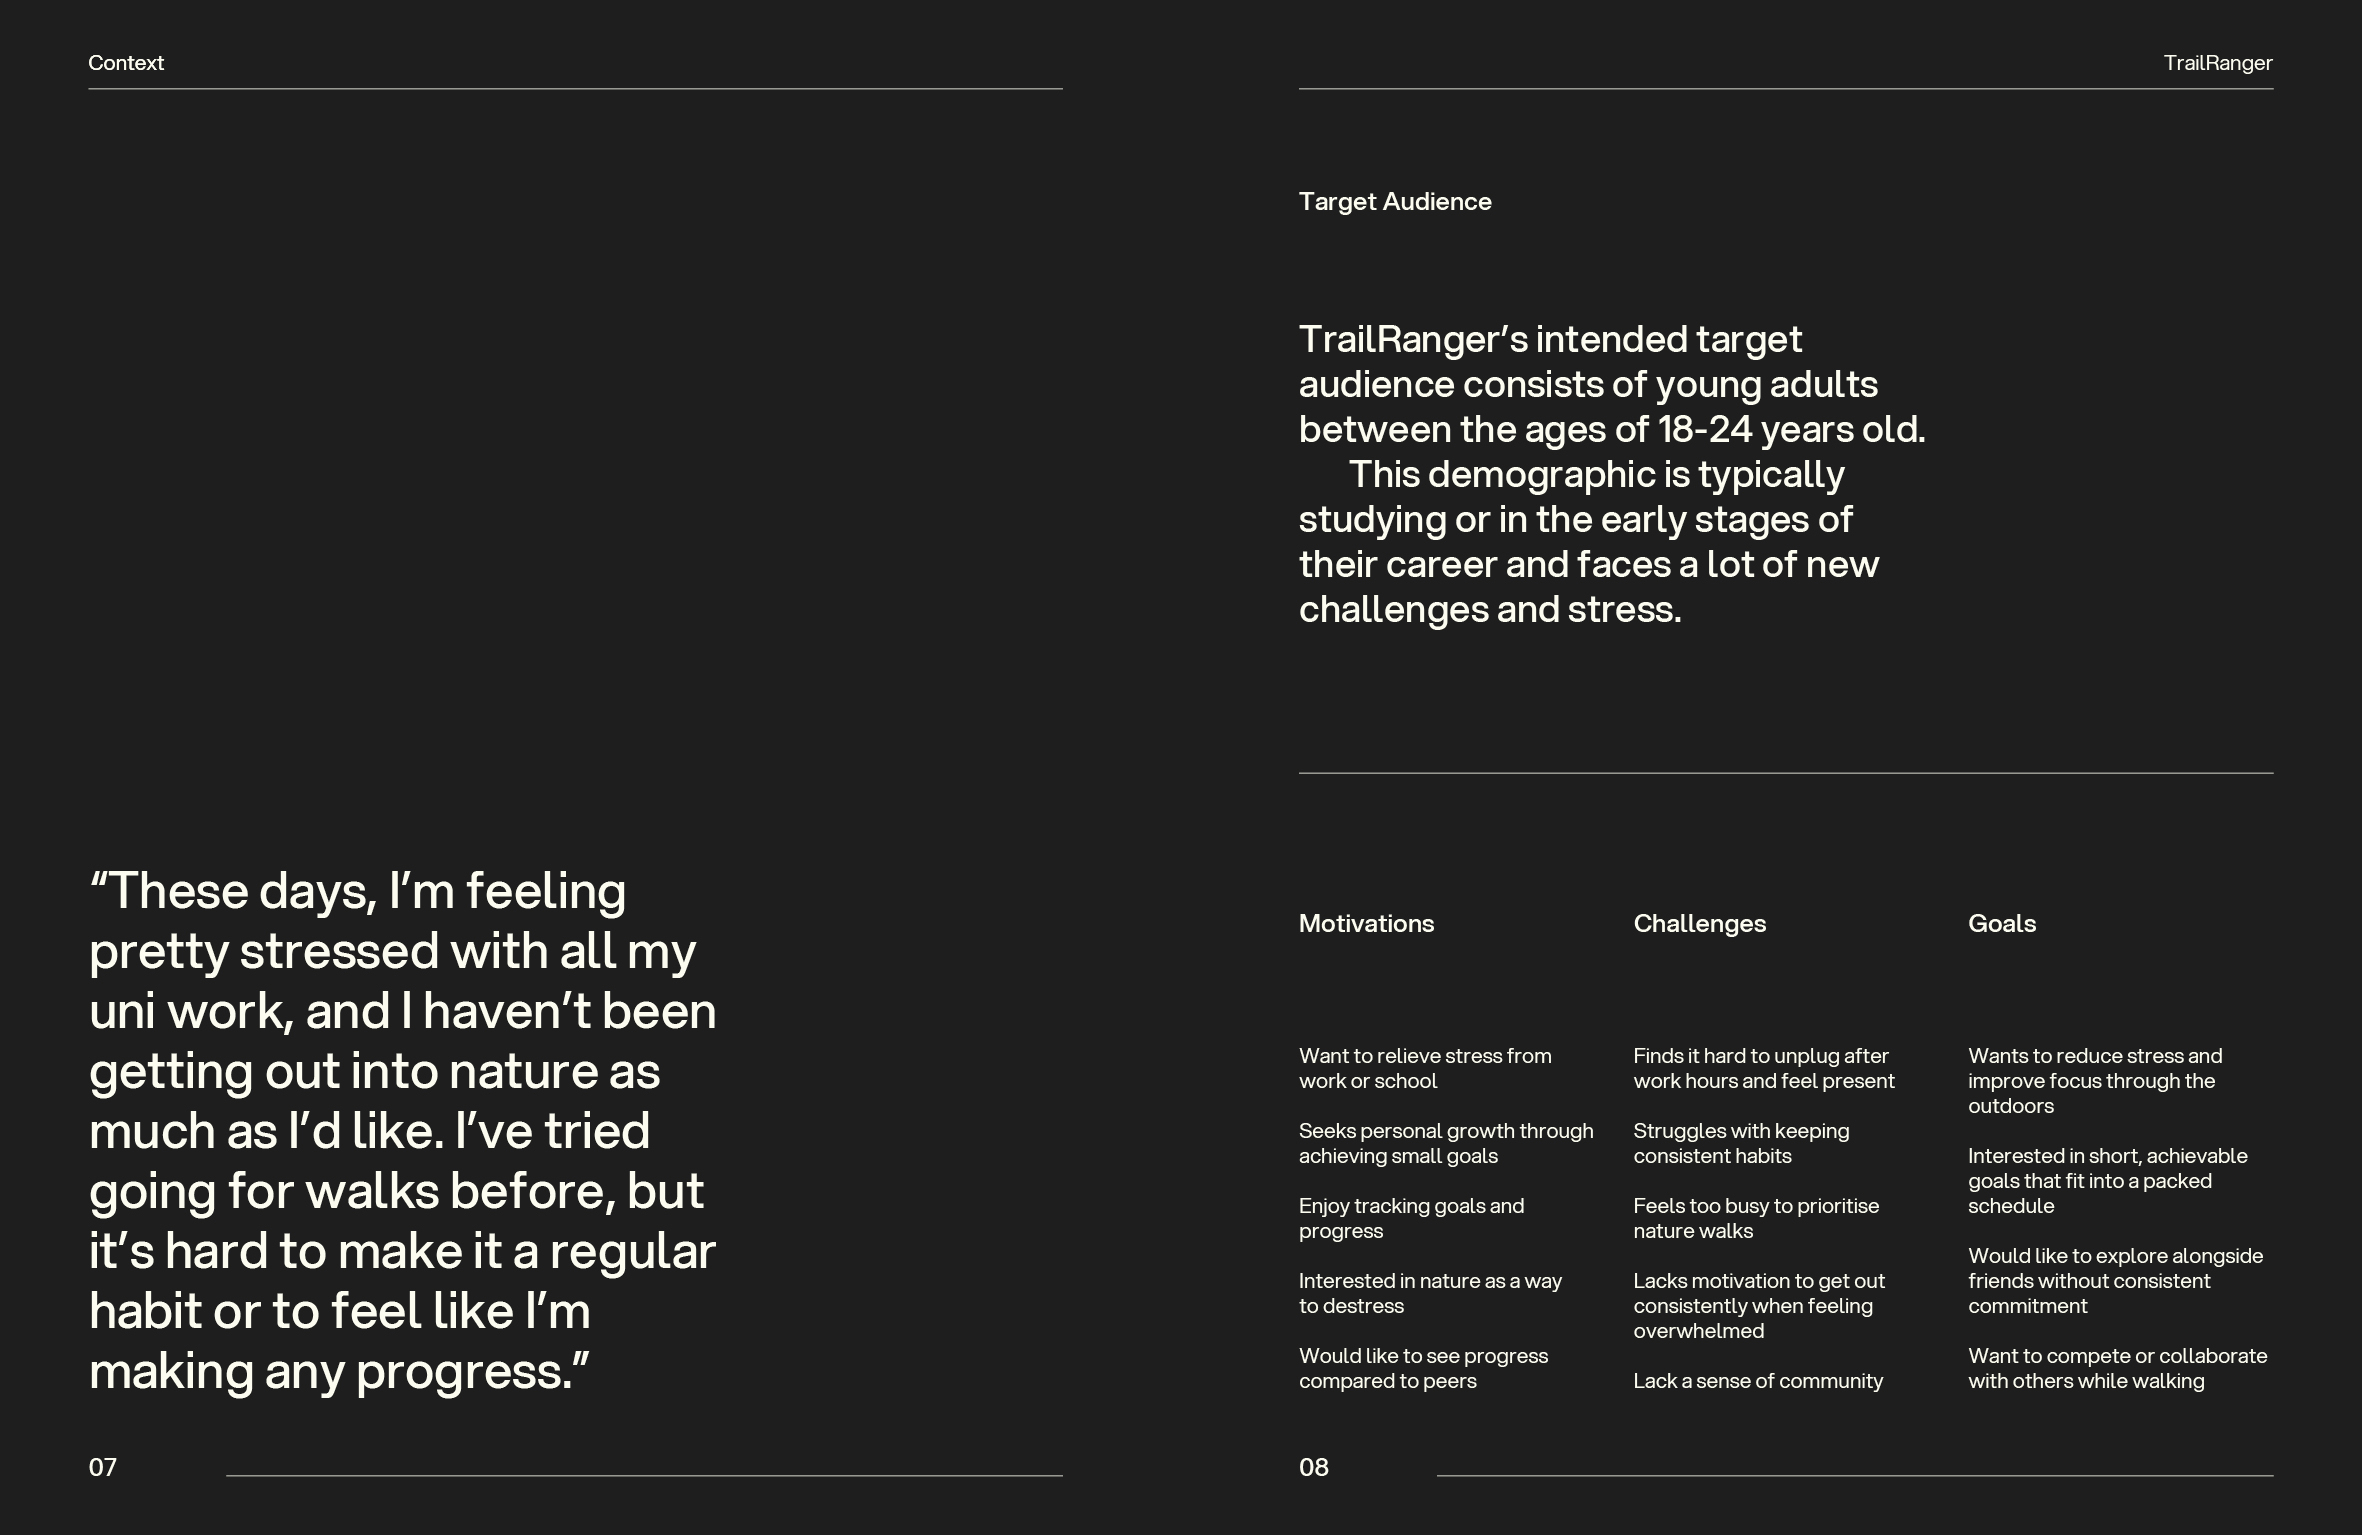 Context
“These days, I’m feeling
pretty stressed with all my
uni work, and I haven’t been
getting out into nature as
much as I’d like. I’ve tried
going for walks before, but
it’s hard to make it a regular
habit or to feel like I’m
making any progress.”
07
TrailRanger
Target Audience
TrailRanger’s intended target
audience consists of young adults
between the ages of 18-24 years old.
This demographic is typically
studying or in the early stages of
their career and faces a lot of new
challenges and stress.
Motivations
Want to relieve stress from
work or school
Seeks personal growth through
achieving small goals
Enjoy tracking goals and
progress
Interested in nature as a way
to destress
Would like to see progress
compared to peers
Challenges
Finds it hard to unplug after
work hours and feel present
Struggles with keeping
consistent habits
Feels too busy to prioritise
nature walks
Lacks motivation to get out
consistently when feeling
overwhelmed
Lack a sense of community
Goals
Wants to reduce stress and
improve focus through the
outdoors
Interested in short, achievable
goals that fit into a packed
schedule
Would like to explore alongside
friends without consistent
commitment
Want to compete or collaborate
with others while walking
08